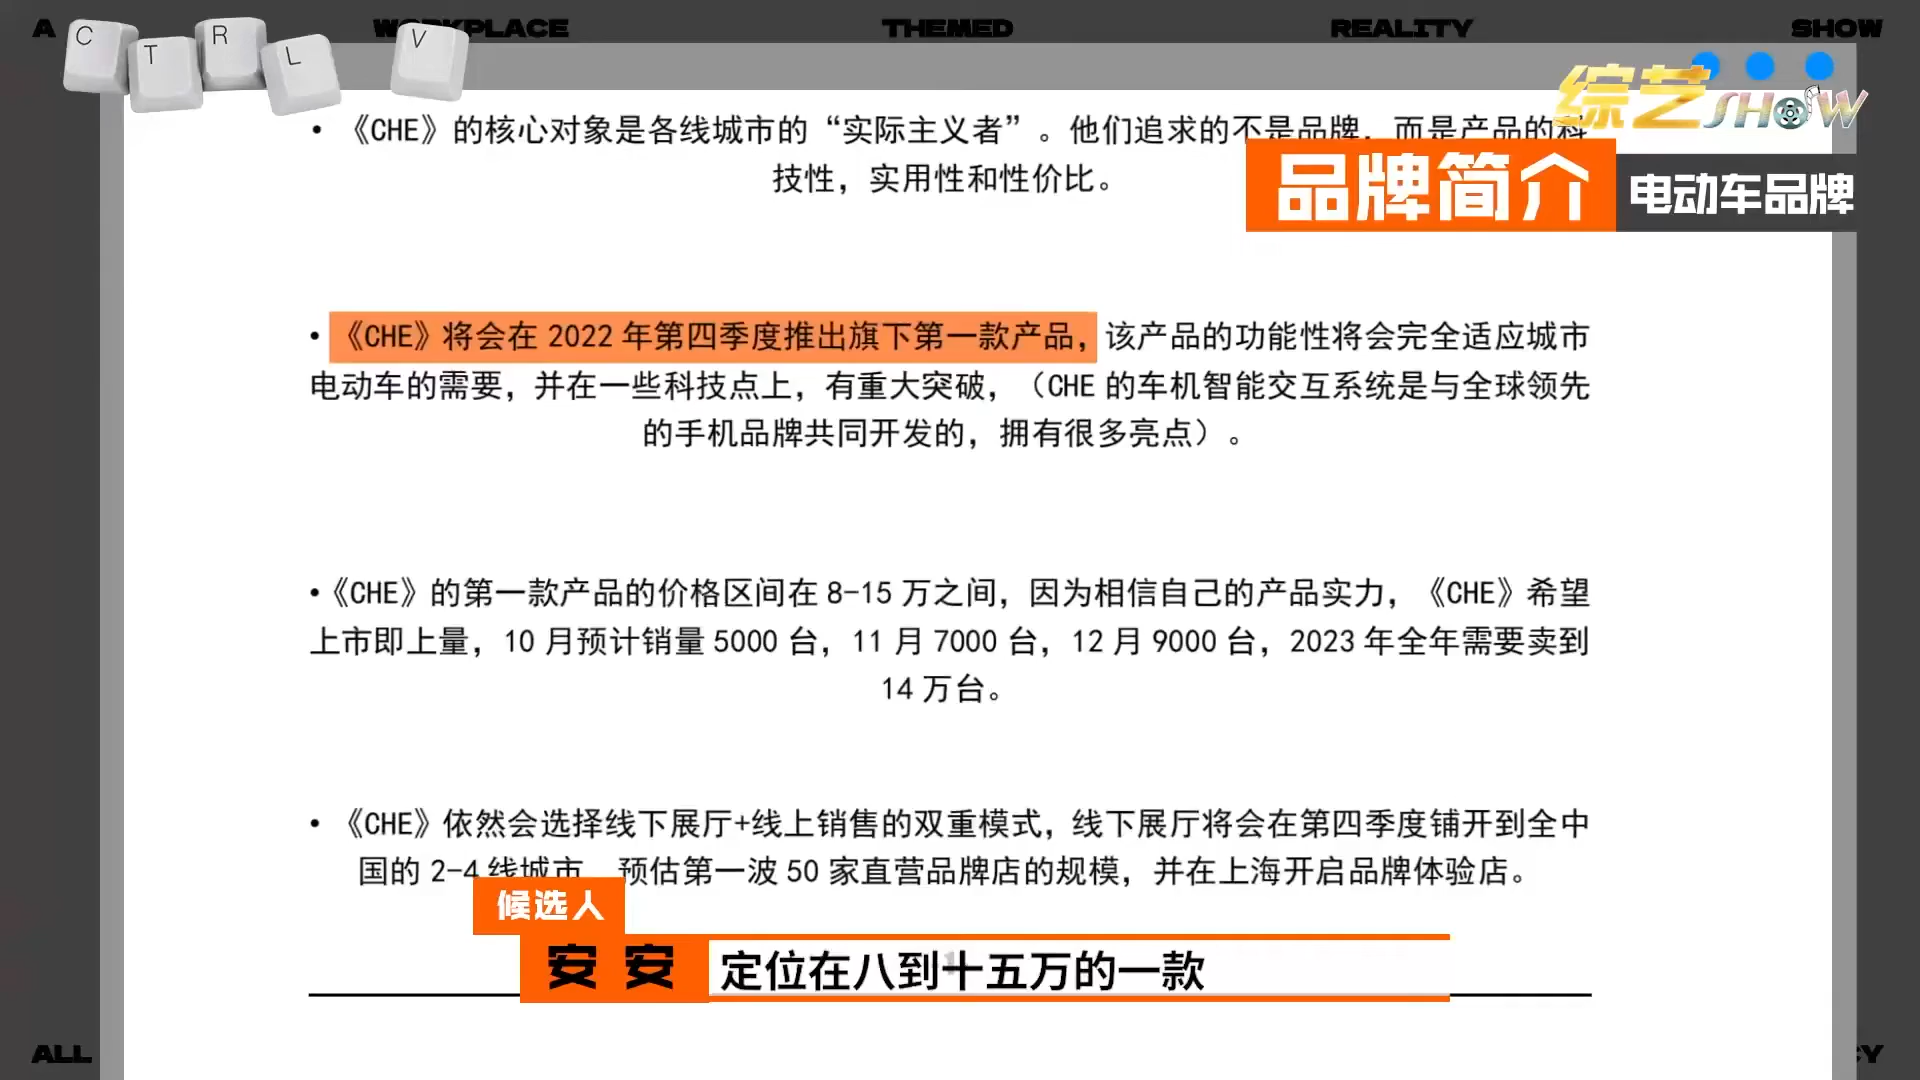 A WORKPLACE THEMED REALITY SHOW
C T R L V
综艺SHOW
•《CHE》的核心对象是各线城市的“实际主义者”。他们追求的不是品牌，而是产品的科
技性，实用性和性价比。
品牌简介 电动车品牌
•《CHE》将会在 2022 年第四季度推出旗下第一款产品，该产品的功能性将会完全适应城市
电动车的需要，并在一些科技点上，有重大突破，（CHE 的车机智能交互系统是与全球领先
的手机品牌共同开发的，拥有很多亮点）。
•《CHE》的第一款产品的价格区间在 8-15 万之间，因为相信自己的产品实力，《CHE》希望
上市即上量，10 月预计销量 5000 台，11 月 7000 台，12 月 9000 台，2023 年全年需要卖到
14 万台。
•《CHE》依然会选择线下展厅+线上销售的双重模式，线下展厅将会在第四季度铺开到全中
国的 2-4 线城市，预估第一波 50 家直营品牌店的规模，并在上海开启品牌体验店。
候选人
安安 定位在八到十五万的一款
ALL